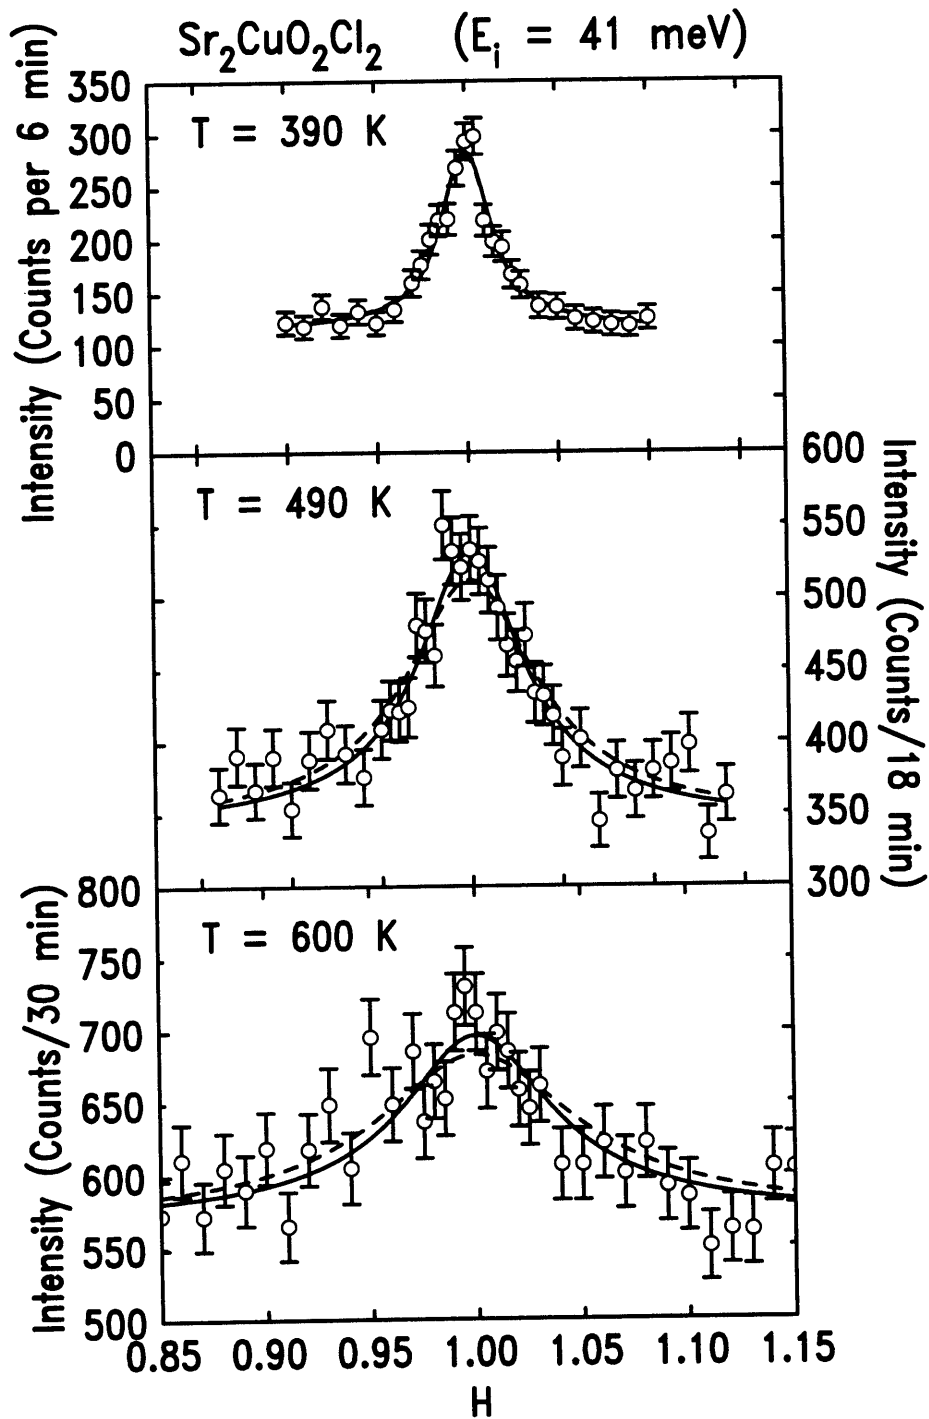 Sr2CuO2Cl2 (Ei = 41 meV)
Intensity (Counts per 6 min)
350
300
250
200
150
100
50
0
T = 390 K
T = 490 K
600
550
500
450
400
350
300
Intensity (Counts/18 min)
Intensity (Counts/30 min)
800
750
700
650
600
550
500
T = 600 K
0.85 0.90 0.95 1.00 1.05 1.10 1.15
H